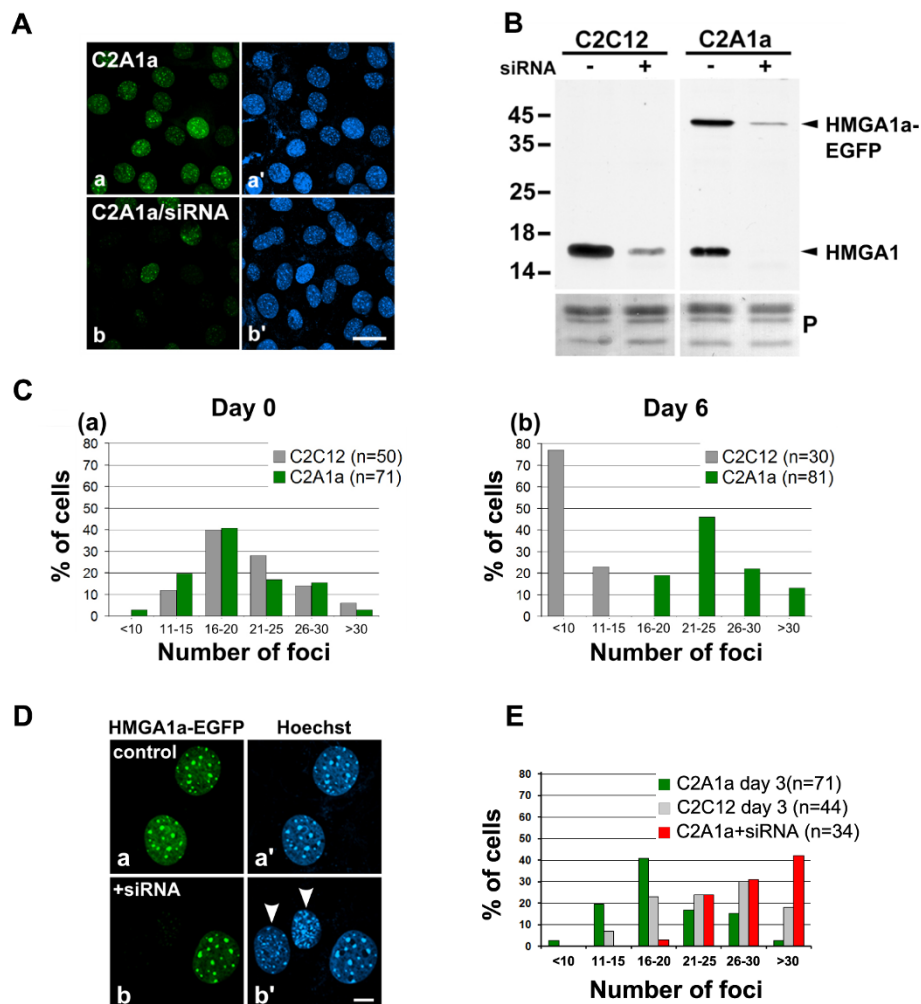 A
C2A1a
a
a'
C2A1a/siRNA
b
b'
B
C2C12 C2A1a
siRNA - + - +
45
35
25
18
14
HMGA1a-
EGFP
HMGA1
P
C
Day 0
(a)
C2C12 (n=50)
C2A1a (n=71)
% of cells
80
70
60
50
40
30
20
10
0
<10 11-15 16-20 21-25 26-30 >30
Number of foci
Day 6
(b)
C2C12 (n=30)
C2A1a (n=81)
% of cells
80
70
60
50
40
30
20
10
0
<10 11-15 16-20 21-25 26-30 >30
Number of foci
D
HMGA1a-EGFP Hoechst
control
a
a'
+siRNA
b
b'
E
C2A1a day 3(n=71)
C2C12 day 3 (n=44)
C2A1a+siRNA (n=34)
% of cells
80
70
60
50
40
30
20
10
0
<10 11-15 16-20 21-25 26-30 >30
Number of foci